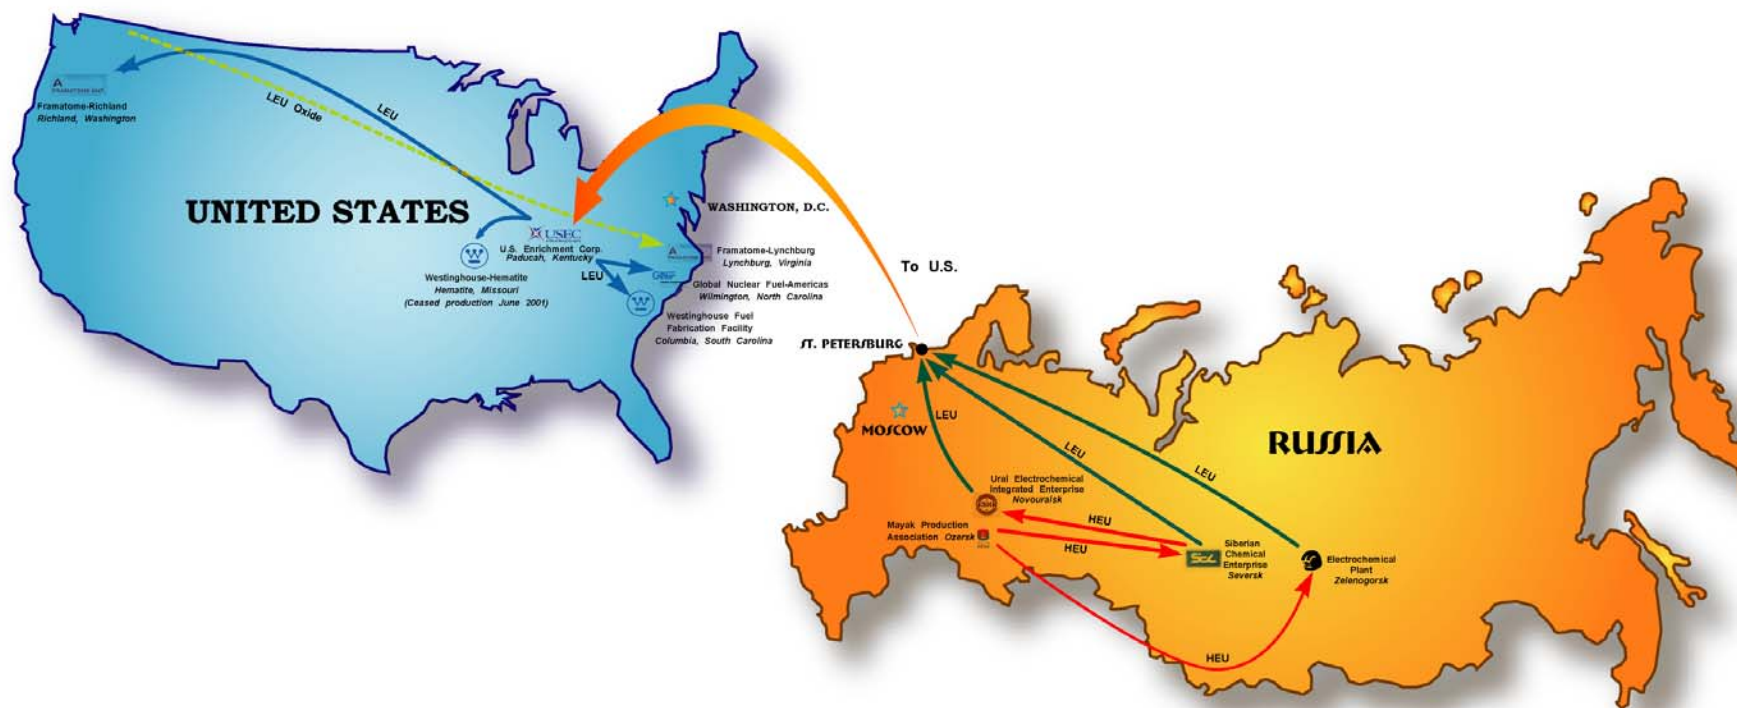 FRAMATOME ANP
Framatome-Richland
Richland, Washington
LEU Oxide
LEU
UNITED STATES
WASHINGTON, D.C.
USEC
U.S. Enrichment Corp.
Paducah, Kentucky
LEU
Westinghouse-Hematite
Hematite, Missouri
(Ceased production June 2001)
Framatome-Lynchburg
Lynchburg, Virginia
GNF
Global Nuclear Fuel-Americas
Wilmington, North Carolina
Westinghouse Fuel
Fabrication Facility
Columbia, South Carolina
To U.S.
ST. PETERSBURG
MOSCOW
RUSSIA
LEU
LEU
LEU
Ural Electrochemical
Integrated Enterprise
Novouralsk
Mayak Production
Association Ozersk
HEU
HEU
Siberian
Chemical
Enterprise
Seversk
Electrochemical
Plant
Zelenogorsk
HEU